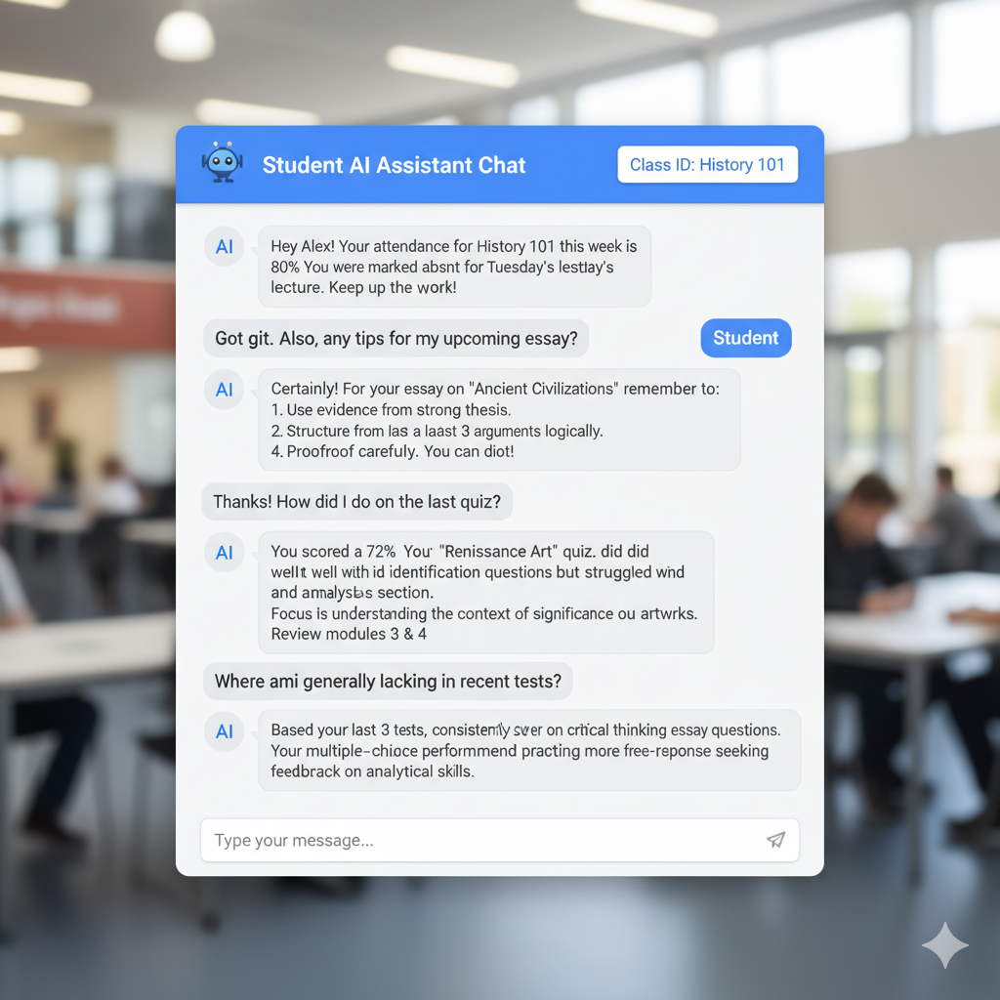 Student AI Assistant Chat
Class ID: History 101
AI
Hey Alex! Your attendance for History 101 this week is
80% You were marked absnt for Tuesday's lestlay's
lecture. Keep up the work!
Got git. Also, any tips for my upcoming essay?
Student
AI
Certainly! For your essay on "Ancient Civilizations" remember to:
1. Use evidence from strong thesis.
2. Structure from las a laast 3 arguments logically.
4. Proofroof carefuly. You can diot!
Thanks! How did I do on the last quiz?
AI
You scored a 72% You "Renissance Art" quiz. did did
well with id identification questions but struggled wind
and section.
Focus is understanding the context of significance ou artwrks.
Review modules 3 & 4
Where ami generally lacking in recent tests?
AI
Based your last 3 tests, on critical thinking essay questions.
Your multiple-chioce performmend practing more free-reponse seeking
feedbrack on analytical skills.
Type your message...